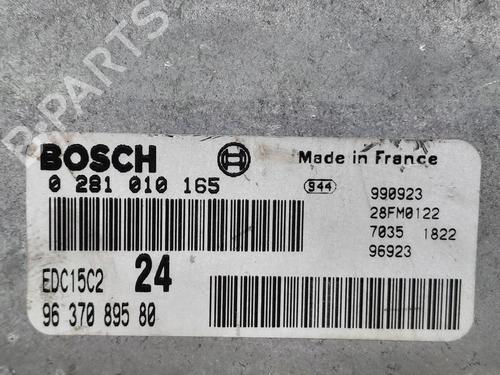 B-PARTS
BOSCH
Made in France
0 281 010 165
944
990923
28FM0122
7035 1822
96923
EDC15C2
24
96 370 895 80